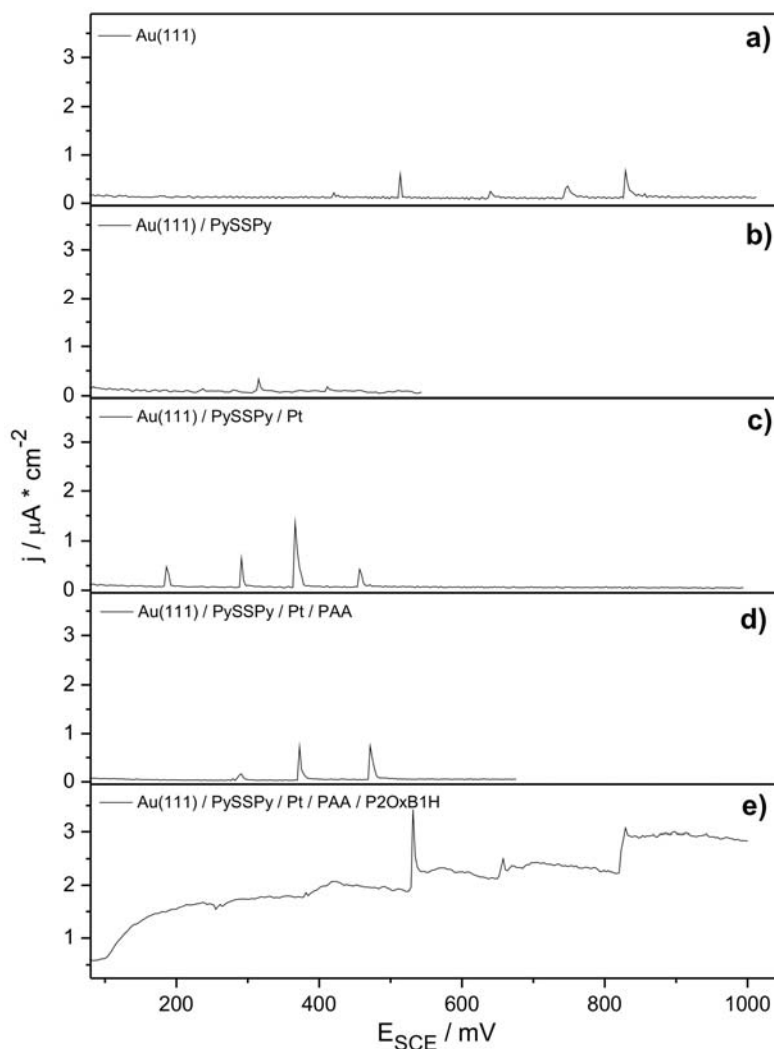 Au(111)
a)
3
2
1
0
Au(111) / PySSPy
b)
3
2
1
0
Au(111) / PySSPy / Pt
c)
3
2
1
0
Au(111) / PySSPy / Pt / PAA
d)
3
2
1
0
Au(111) / PySSPy / Pt / PAA / P2OxB1H
e)
3
2
1
j / µA * cm-2
200 400 600 800 1000
ESCE / mV